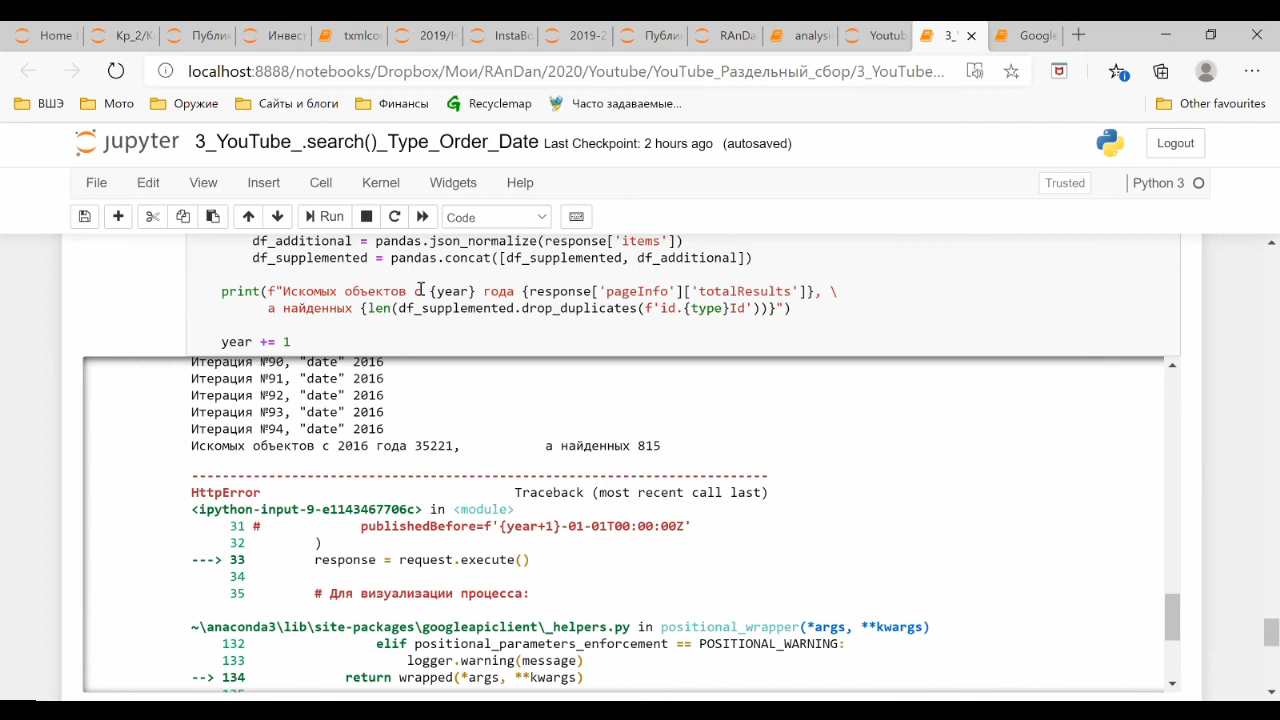 Home
Кр_2/К
Публи
Инвест
txmlcor
2019/Н
InstaBo
2019-2
Публи
RAnDa
analysi
Youtub
3_
Google
localhost:8888/notebooks/Dropbox/Мои/RAnDan/2020/Youtube/YouTube_Раздельный_сбор/3_YouTube...
ВШЭ
Мото
Оружие
Сайты и блоги
Финансы
Recyclemap
Часто задаваемые...
Other favourites
jupyter 3_YouTube_.search()_Type_Order_Date Last Checkpoint: 2 hours ago (autosaved)
Logout
File Edit View Insert Cell Kernel Widgets Help
Trusted
Python 3
Run
Code
df_additional = pandas.json_normalize(response['items'])
df_supplemented = pandas.concat([df_supplemented, df_additional])
print(f"Искомых объектов с {year} года {response['pageInfo']['totalResults']}, \
а найденных {len(df_supplemented.drop_duplicates(f'id.{type}Id'))}")
year += 1
Итерация №90, "date" 2016
Итерация №91, "date" 2016
Итерация №92, "date" 2016
Итерация №93, "date" 2016
Итерация №94, "date" 2016
Искомых объектов с 2016 года 35221, а найденных 815
---------------------------------------------------------------------------
HttpError Traceback (most recent call last)
<ipython-input-9-e1143467706c> in <module>
31 # publishedBefore=f'{year+1}-01-01T00:00:00Z'
32 )
---> 33 response = request.execute()
34
35 # Для визуализации процесса:
~\anaconda3\lib\site-packages\googleapiclient\_helpers.py in positional_wrapper(*args, **kwargs)
132 elif positional_parameters_enforcement == POSITIONAL_WARNING:
133 logger.warning(message)
--> 134 return wrapped(*args, **kwargs)